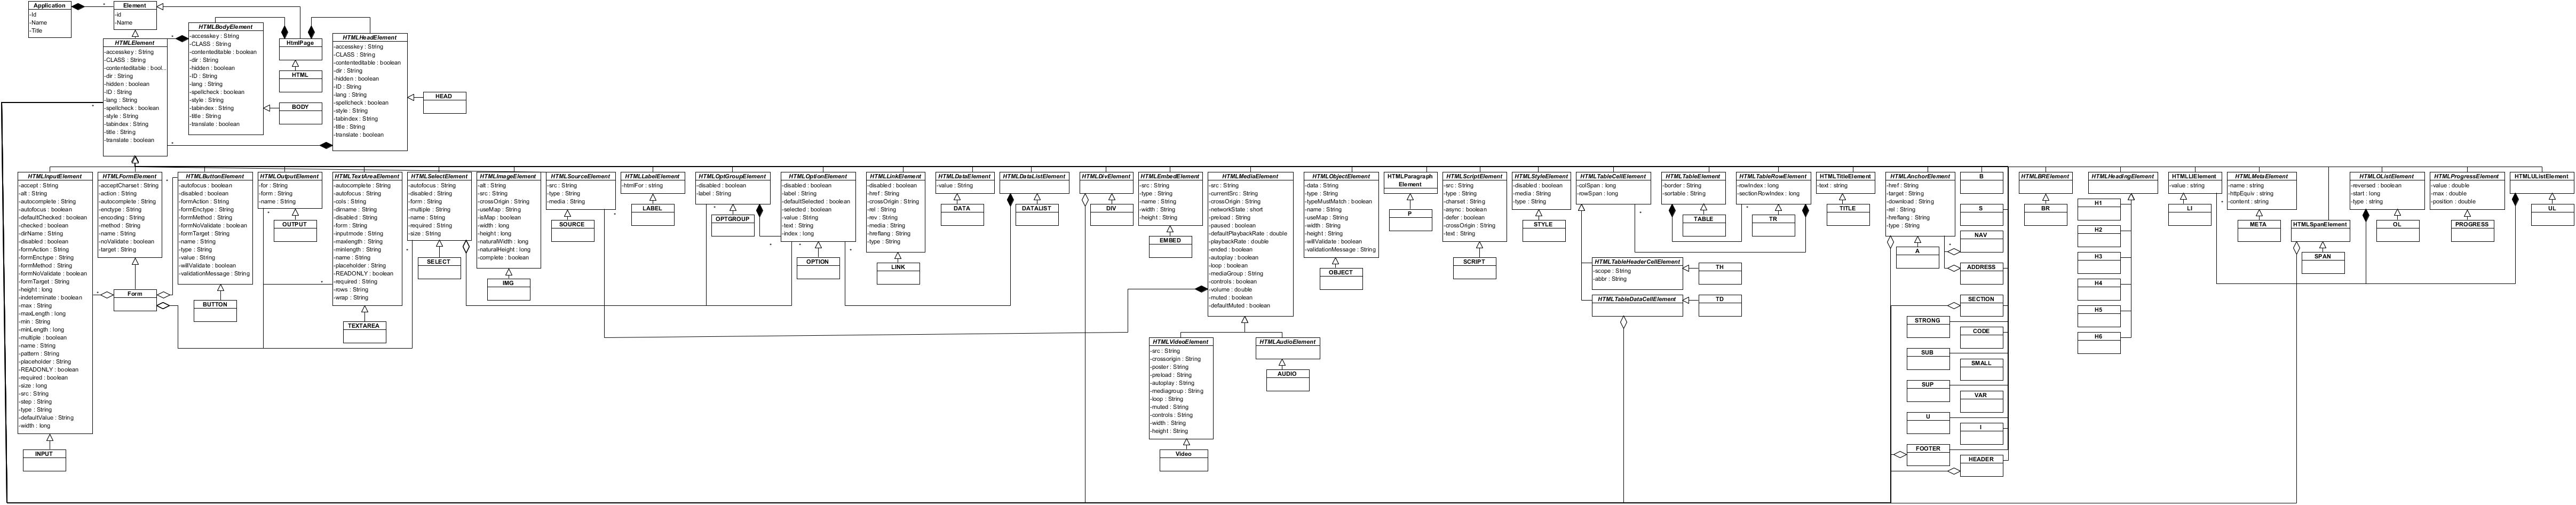 Application
-Id
-Name
-Title
*
Element
-id
-Name
HTMLElement
-accesskey : String
-CLASS : String
-contenteditable : bool...
-dir : String
-hidden : boolean
-ID : String
-lang : String
-spellcheck : boolean
-style : String
-tabindex : String
-title : String
-translate : boolean
*
*
*
HTMLBodyElement
-accesskey : String
-CLASS : String
-contenteditable : boolean
-dir : String
-hidden : boolean
-ID : String
-lang : String
-spellcheck : boolean
-style : String
-tabindex : String
-title : String
-translate : boolean
HtmlPage
HTML
BODY
HTMLHeadElement
-accesskey : String
-CLASS : String
-contenteditable : boolean
-dir : String
-hidden : boolean
-ID : String
-lang : String
-spellcheck : boolean
-style : String
-tabindex : String
-title : String
-translate : boolean
HEAD
HTMLInputElement
-accept : String
-alt : String
-autocomplete : String
-autofocus : boolean
-defaultChecked : boolean
-checked : boolean
-dirName : String
-disabled : boolean
-formAction : String
-formEnctype : String
-formMethod : String
-formNoValidate : boolean
-formTarget : String
-height : long
-indeterminate : boolean
-max : String
-maxLength : long
-min : String
-minLength : long
-multiple : boolean
-name : String
-pattern : String
-placeholder : String
-READONLY : boolean
-required : boolean
-size : long
-src : String
-step : String
-type : String
-defaultValue : String
-width : long
INPUT
HTMLFormElement
-acceptCharset : String
-action : String
-autocomplete : String
-enctype : String
-encoding : String
-method : String
-name : String
-noValidate : boolean
-target : String
*
Form
HTMLButtonElement
-autofocus : boolean
-disabled : boolean
-formAction : String
-formEnctype : String
-formMethod : String
-formNoValidate : boolean
-formTarget : String
-name : String
-type : String
-value : String
-willValidate : boolean
-validationMessage : String
BUTTON
HTMLOutputElement
-for : String
-form : String
-name : String
*
OUTPUT
HTMLTextAreaElement
-autocomplete : String
-autofocus : String
-cols : String
-dirname : String
-disabled : String
-form : String
-inputmode : String
-maxlength : String
-minlength : String
-name : String
-placeholder : String
-READONLY : String
-required : String
-rows : String
-wrap : String
*
TEXTAREA
HTMLSelectElement
-autofocus : String
-disabled : String
-form : String
-multiple : String
-name : String
-required : String
-size : String
*
SELECT
HTMLImageElement
-alt : String
-src : String
-crossOrigin : String
-useMap : String
-isMap : boolean
-width : long
-height : long
-naturalWidth : long
-naturalHeight : long
-complete : boolean
IMG
HTMLSourceElement
-src : String
-type : String
-media : String
*
SOURCE
HTMLLabelElement
-htmlFor : string
LABEL
HTMLOptGroupElement
-disabled : boolean
-label : String
*
OPTGROUP
HTMLOptionElement
-disabled : boolean
-label : String
-defaultSelected : boolean
-selected : boolean
-value : String
-text : String
-index : long
*
*
*
OPTION
HTMLLinkElement
-disabled : boolean
-href : String
-crossOrigin : String
-rel : String
-rev : String
-media : String
-hreflang : String
-type : String
LINK
HTMLDataElement
-value : String
DATA
HTMLDataListElement
DATALIST
HTMLDivElement
DIV
HTMLEmbedElement
-src : String
-type : String
-name : String
-width : String
-height : String
EMBED
HTMLMediaElement
-src : String
-currentSrc : String
-crossOrigin : String
-networkState : short
-preload : String
-paused : boolean
-defaultPlaybackRate : double
-playbackRate : double
-ended : boolean
-autoplay : boolean
-loop : boolean
-mediaGroup : String
-controls : boolean
-volume : double
-muted : boolean
-defaultMuted : boolean
HTMLVideoElement
-src : String
-crossorigin : String
-poster : String
-preload : String
-autoplay : String
-mediagroup : String
-loop : String
-muted : String
-controls : String
-width : String
-height : String
Video
HTMLAudioElement
AUDIO
HTMLObjectElement
-data : String
-type : String
-typeMustMatch : boolean
-name : String
-useMap : String
-width : String
-height : String
-willValidate : boolean
-validationMessage : String
OBJECT
HTMLParagraph
Element
P
HTMLScriptElement
-src : String
-type : String
-charset : String
-async : boolean
-defer : boolean
-crossOrigin : String
-text : String
SCRIPT
HTMLStyleElement
-disabled : boolean
-media : String
-type : String
STYLE
HTMLTableCellElement
-colSpan : long
-rowSpan : long
*
HTMLTableHeaderCellElement
-scope : String
-abbr : String
TH
HTMLTableDataCellElement
TD
HTMLTableElement
-border : String
-sortable : boolean
TABLE
HTMLTableRowElement
-rowIndex : long
-sectionRowIndex : long
*
TR
HTMLTitleElement
-text : string
TITLE
HTMLAnchorElement
-href : String
-target : String
-download : String
-rel : String
-hreflang : String
-type : String
A
*
*
B
S
NAV
ADDRESS
SECTION
STRONG
CODE
SUB
SMALL
SUP
VAR
U
I
FOOTER
HEADER
HTMLBRElement
BR
HTMLHeadingElement
H1
H2
H3
H4
H5
H6
HTMLLIElement
-value : string
*
LI
HTMLMetaElement
-name : string
-httpEquiv : string
-content : string
META
HTMLSpanElement
SPAN
HTMLOListElement
-reversed : boolean
-start : long
-type : string
OL
HTMLProgressElement
-value : double
-max : double
-position : double
PROGRESS
HTMLUListElement
UL